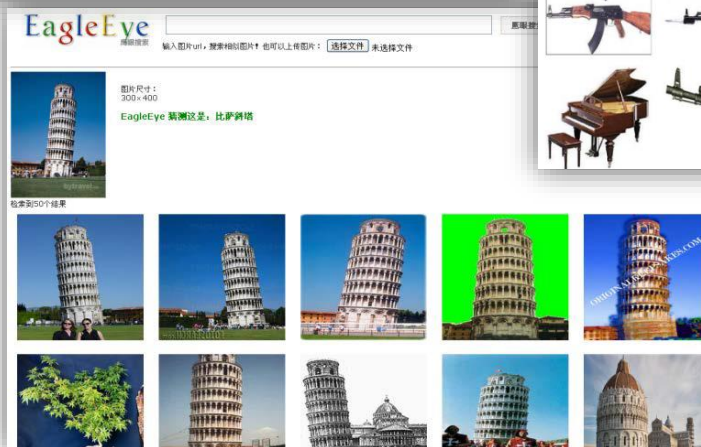 EagleEye
鹰眼搜索
输入图片url，搜索相似图片！也可以上传图片： 选择文件 未选择文件
图片尺寸：
300×400
EagleEye 猜测这是：比萨斜塔
检索到50个结果